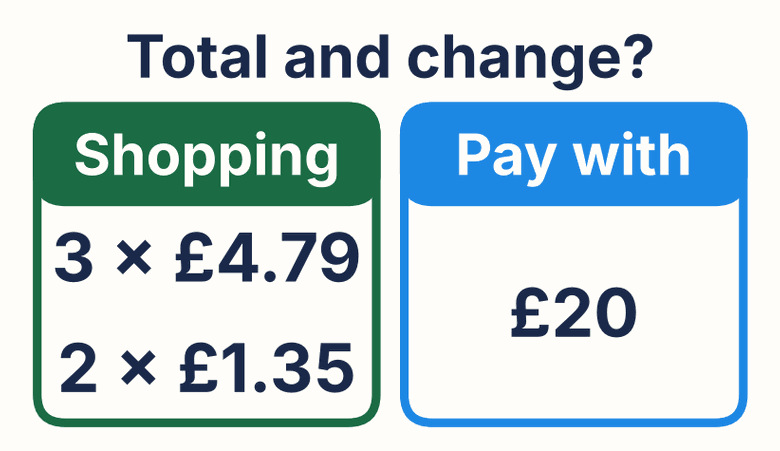 Total and change?
Shopping
3 × £4.79
2 × £1.35
Pay with
£20